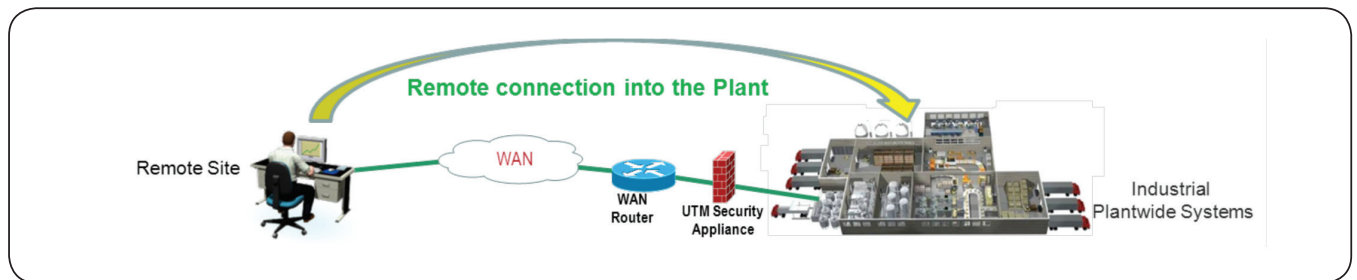 Remote connection into the Plant
Remote Site
WAN
WAN
Router
UTM Security
Appliance
Industrial
Plantwide Systems